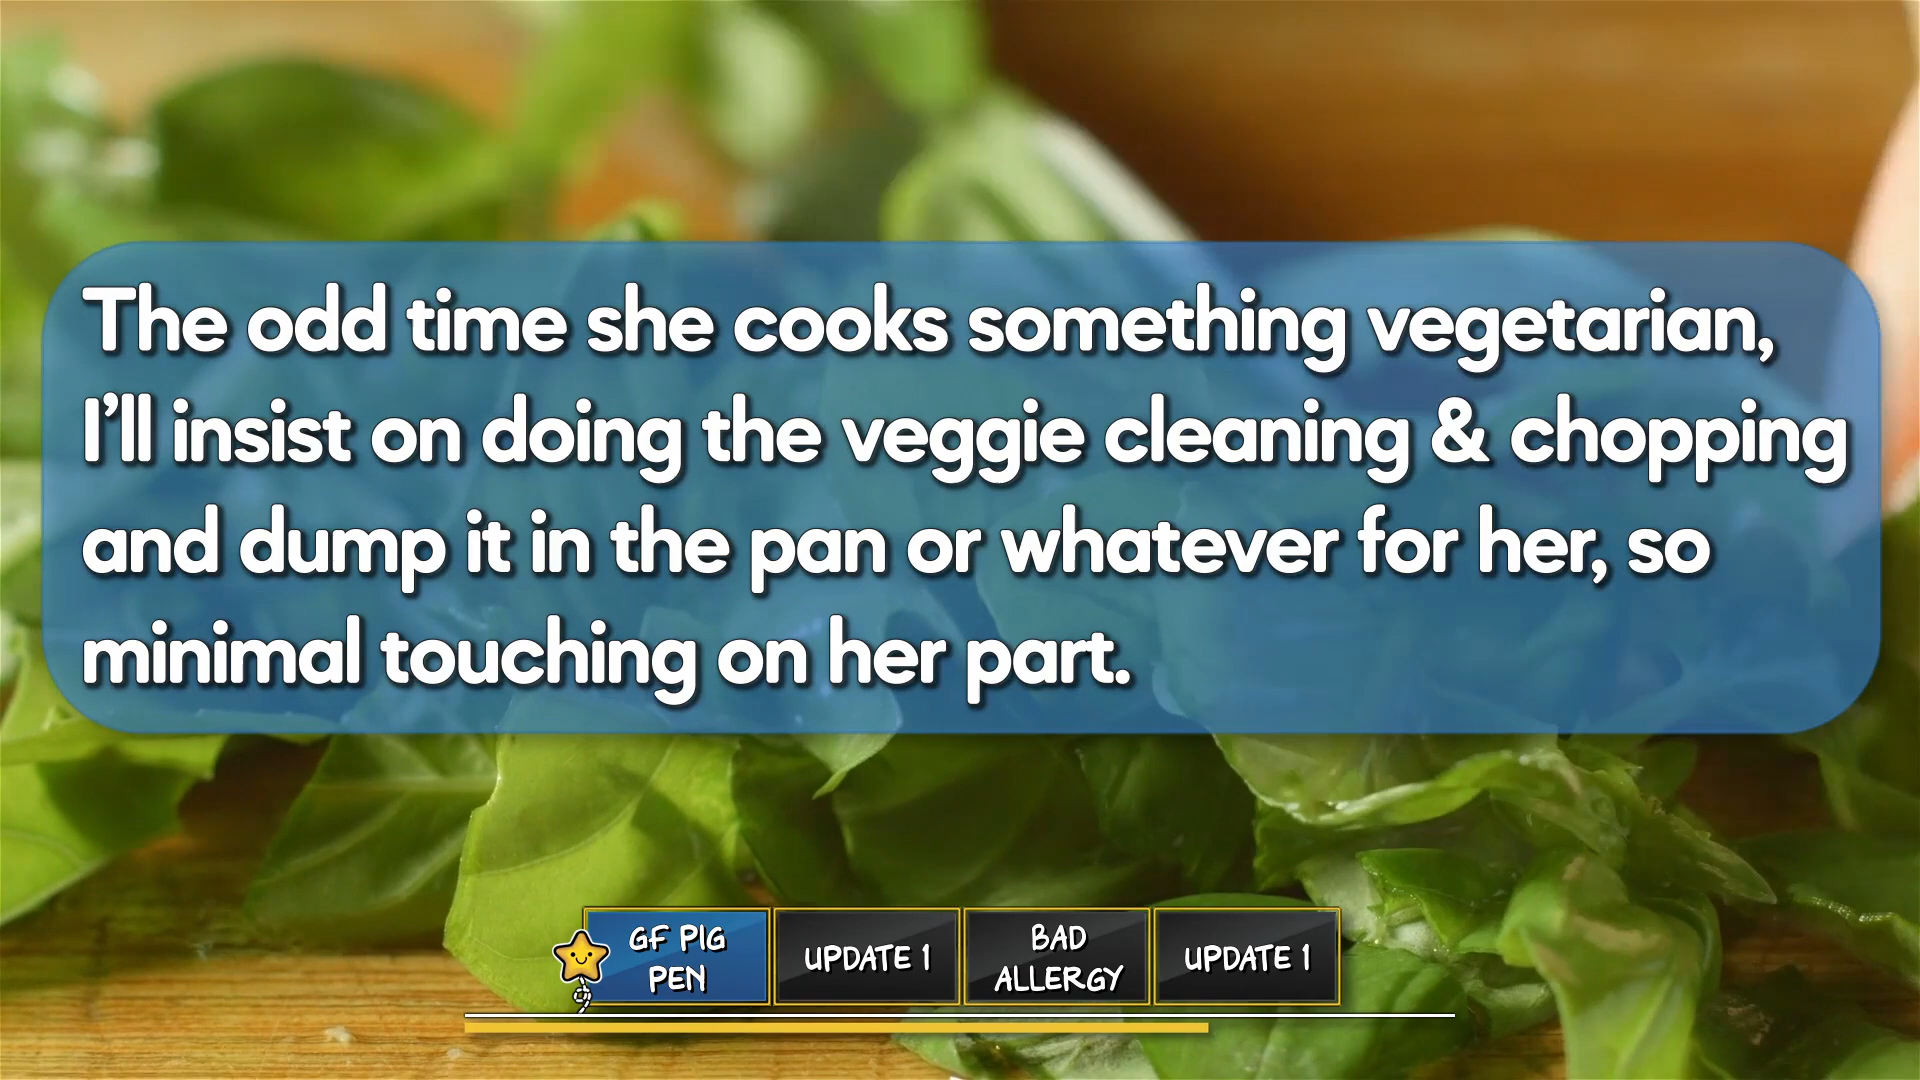 The odd time she cooks something vegetarian,
I'll insist on doing the veggie cleaning & chopping
and dump it in the pan or whatever for her, so
minimal touching on her part.
GF PIG
PEN
UPDATE 1
BAD
ALLERGY
UPDATE 1